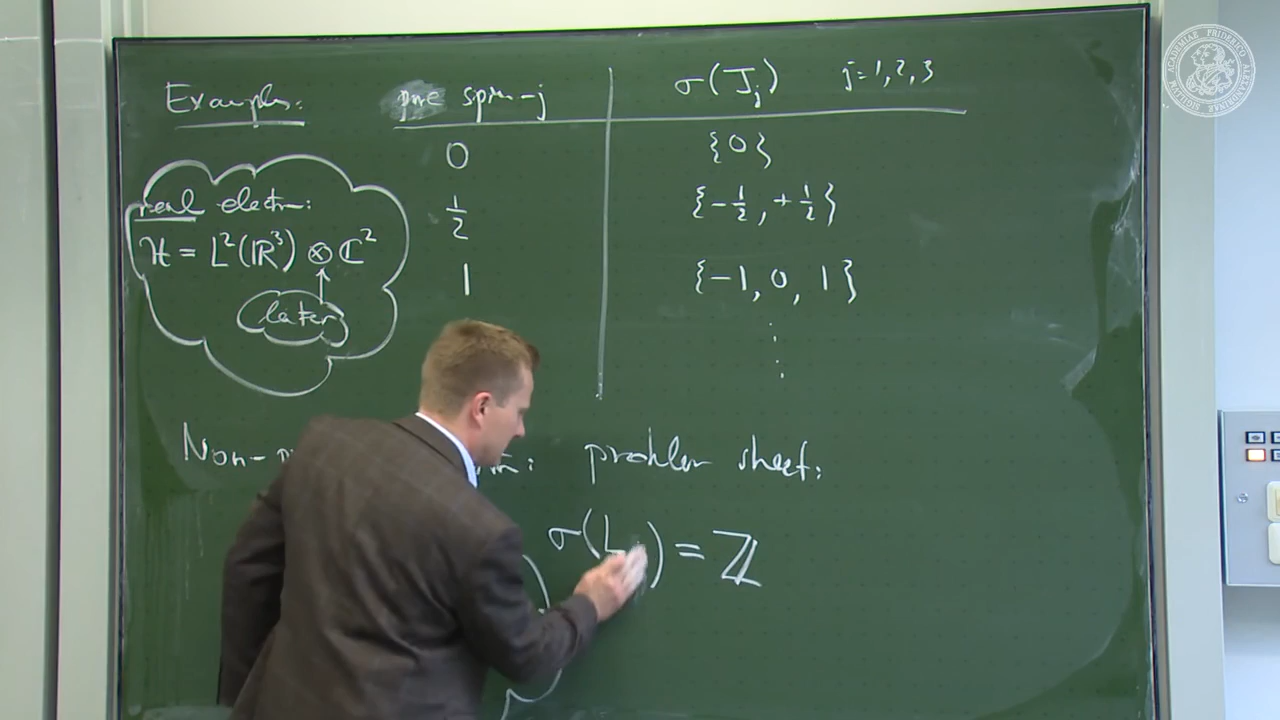 Examples:
pure spin-j
σ(J_j) j=1,2,3
0
{0}
real electron:
1/2
{-1/2, +1/2}
H = L²(ℝ³) ⊗ ℂ²
↑
later
1
{-1, 0, 1}
problem sheet:
σ(L ) = ℤ